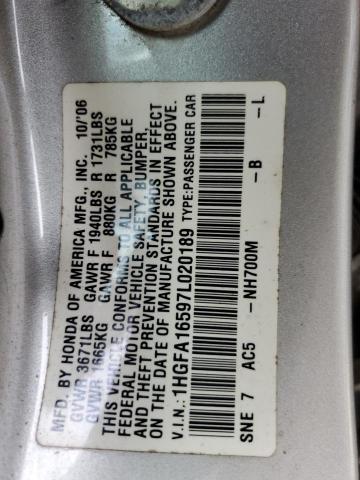 MFD. BY HONDA OF AMERICA MFG., INC. 10/'06
GVWR 3671LBS GAWR F 1940LBS R 1731LBS
GVWR 1665KG GAWR F 880KG R 785KG
THIS VEHICLE CONFORMS TO ALL APPLICABLE
FEDERAL MOTOR VEHICLE SAFETY, BUMPER,
AND THEFT PREVENTION STANDARDS IN EFFECT
ON THE DATE OF MANUFACTURE SHOWN ABOVE.
V.I.N.: 1HGFA16597L020189 TYPE:PASSENGER CAR
SNE 7 AC5 -NH700M -B -L